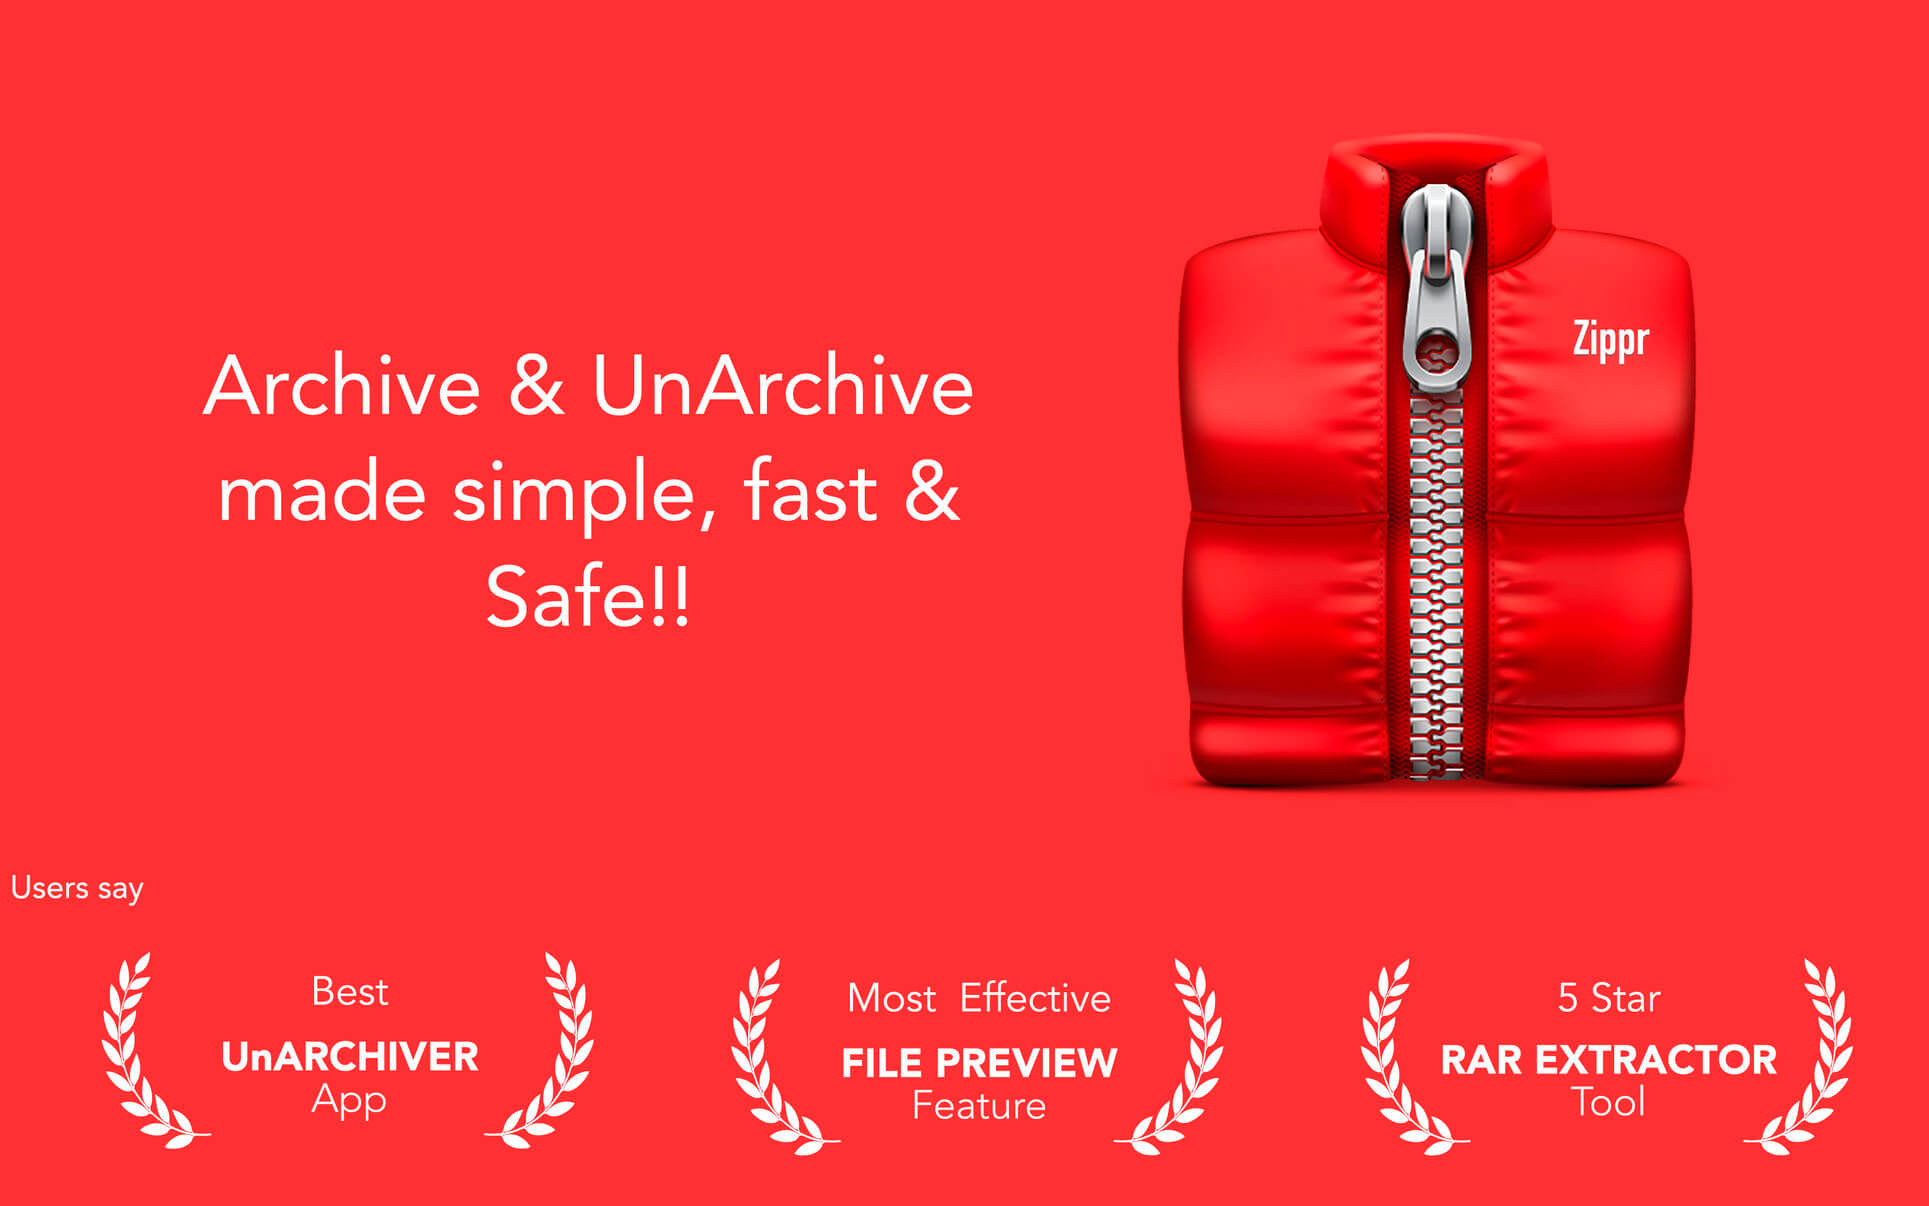 Archive & UnArchive
made simple, fast &
Safe!!
Zippr
Users say
Best
UnARCHIVER
App
Most Effective
FILE PREVIEW
Feature
5 Star
RAR EXTRACTOR
Tool